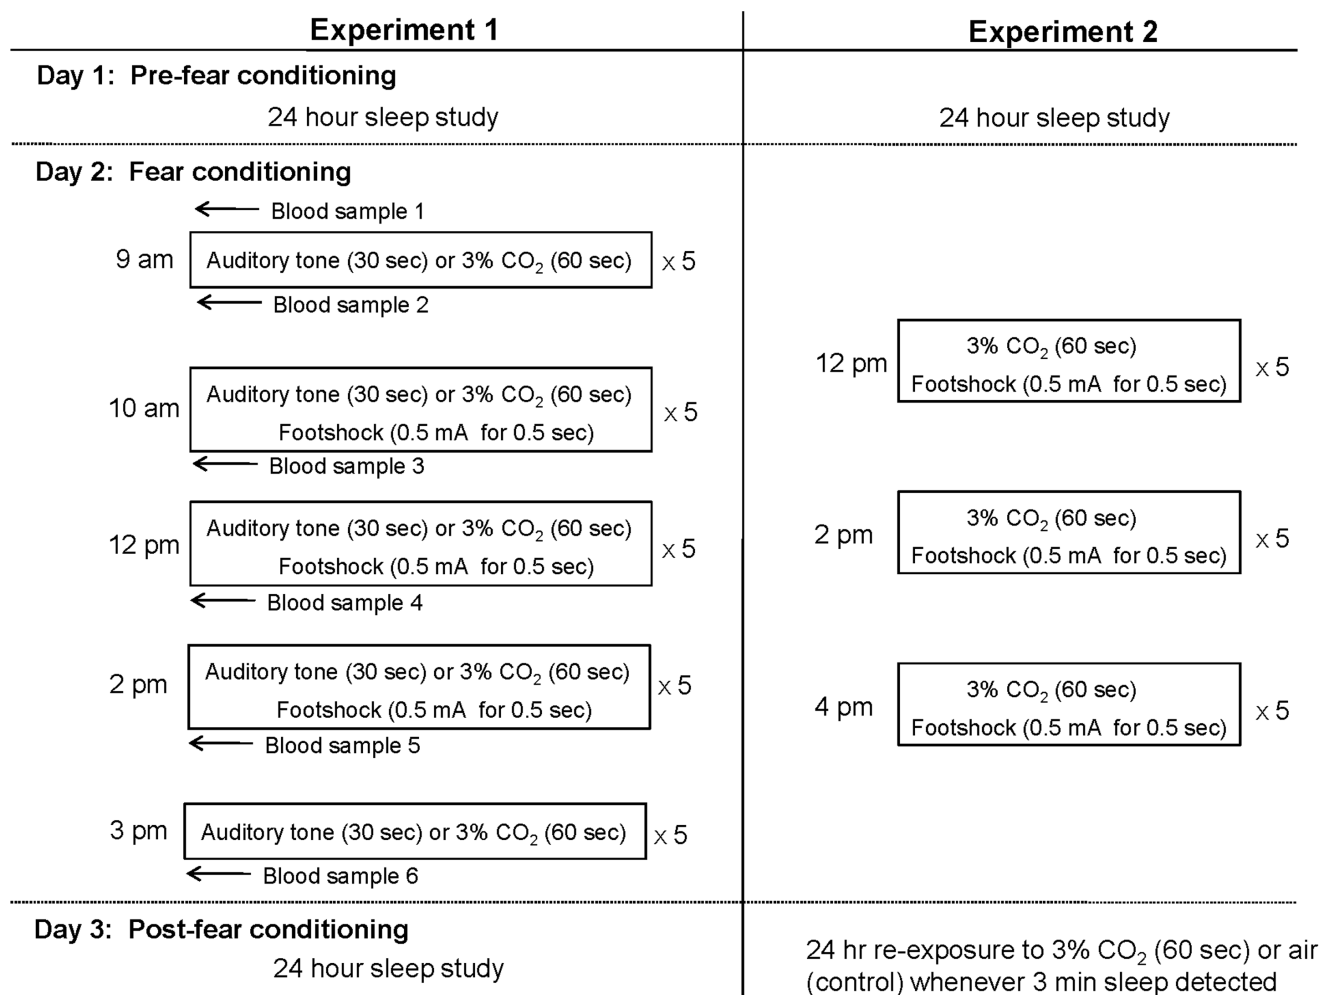 Experiment 1
Experiment 2
Day 1: Pre-fear conditioning
24 hour sleep study
24 hour sleep study
Day 2: Fear conditioning
Blood sample 1
9 am
Auditory tone (30 sec) or 3% CO₂ (60 sec)
x 5
Blood sample 2
10 am
Auditory tone (30 sec) or 3% CO₂ (60 sec)
Footshock (0.5 mA for 0.5 sec)
x 5
Blood sample 3
12 pm
Auditory tone (30 sec) or 3% CO₂ (60 sec)
Footshock (0.5 mA for 0.5 sec)
x 5
Blood sample 4
2 pm
Auditory tone (30 sec) or 3% CO₂ (60 sec)
Footshock (0.5 mA for 0.5 sec)
x 5
Blood sample 5
3 pm
Auditory tone (30 sec) or 3% CO₂ (60 sec)
x 5
Blood sample 6
12 pm
3% CO₂ (60 sec)
Footshock (0.5 mA for 0.5 sec)
x 5
2 pm
3% CO₂ (60 sec)
Footshock (0.5 mA for 0.5 sec)
x 5
4 pm
3% CO₂ (60 sec)
Footshock (0.5 mA for 0.5 sec)
x 5
Day 3: Post-fear conditioning
24 hour sleep study
24 hr re-exposure to 3% CO₂ (60 sec) or air
(control) whenever 3 min sleep detected